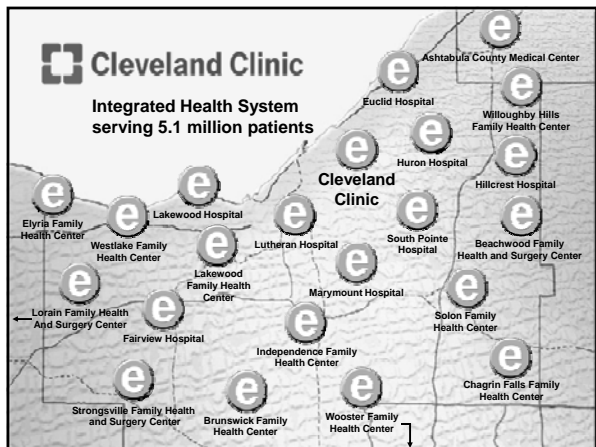 Cleveland Clinic
Integrated Health System
serving 5.1 million patients
e
Ashtabula County Medical Center
e
Euclid Hospital
e
Willoughby Hills
Family Health Center
e
Huron Hospital
e
Cleveland
Clinic
e
Hillcrest Hospital
e
Elyria Family
Health Center
e
Lakewood Hospital
e
Westlake Family
Health Center
e
Lutheran Hospital
e
South Pointe
Hospital
e
Beachwood Family
Health and Surgery Center
e
Lakewood
Family Health
Center
e
Marymount Hospital
e
Lorain Family Health
And Surgery Center
e
Solon Family
Health Center
e
Fairview Hospital
e
Independence Family
Health Center
e
Chagrin Falls Family
Health Center
e
Strongsville Family Health
and Surgery Center
e
Brunswick Family
Health Center
e
Wooster Family
Health Center